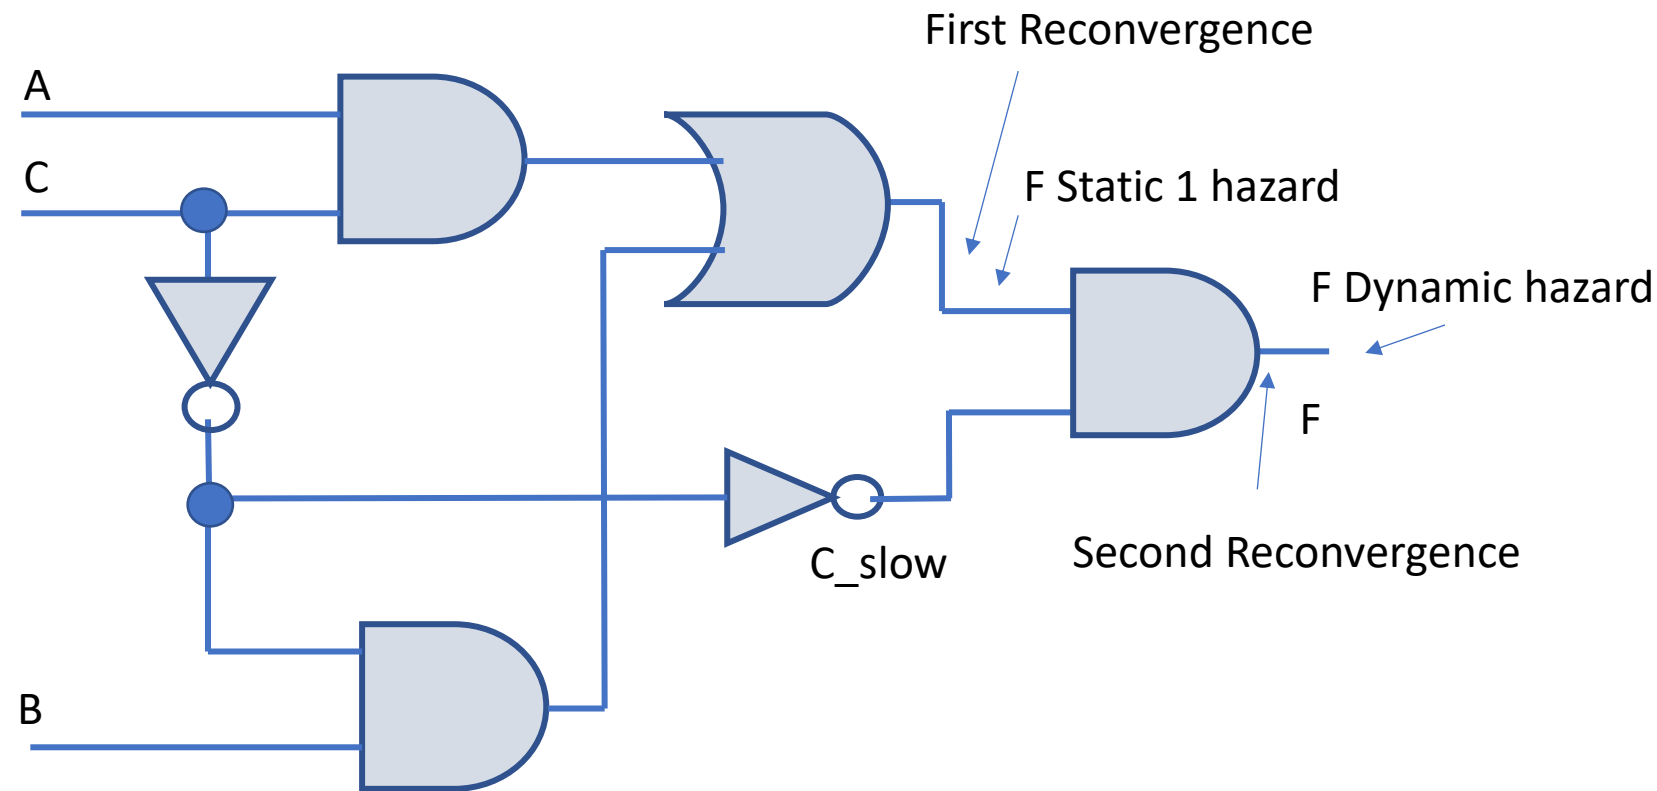 First Reconvergence
A
C
F Static 1 hazard
F Dynamic hazard
F
C_slow
Second Reconvergence
B